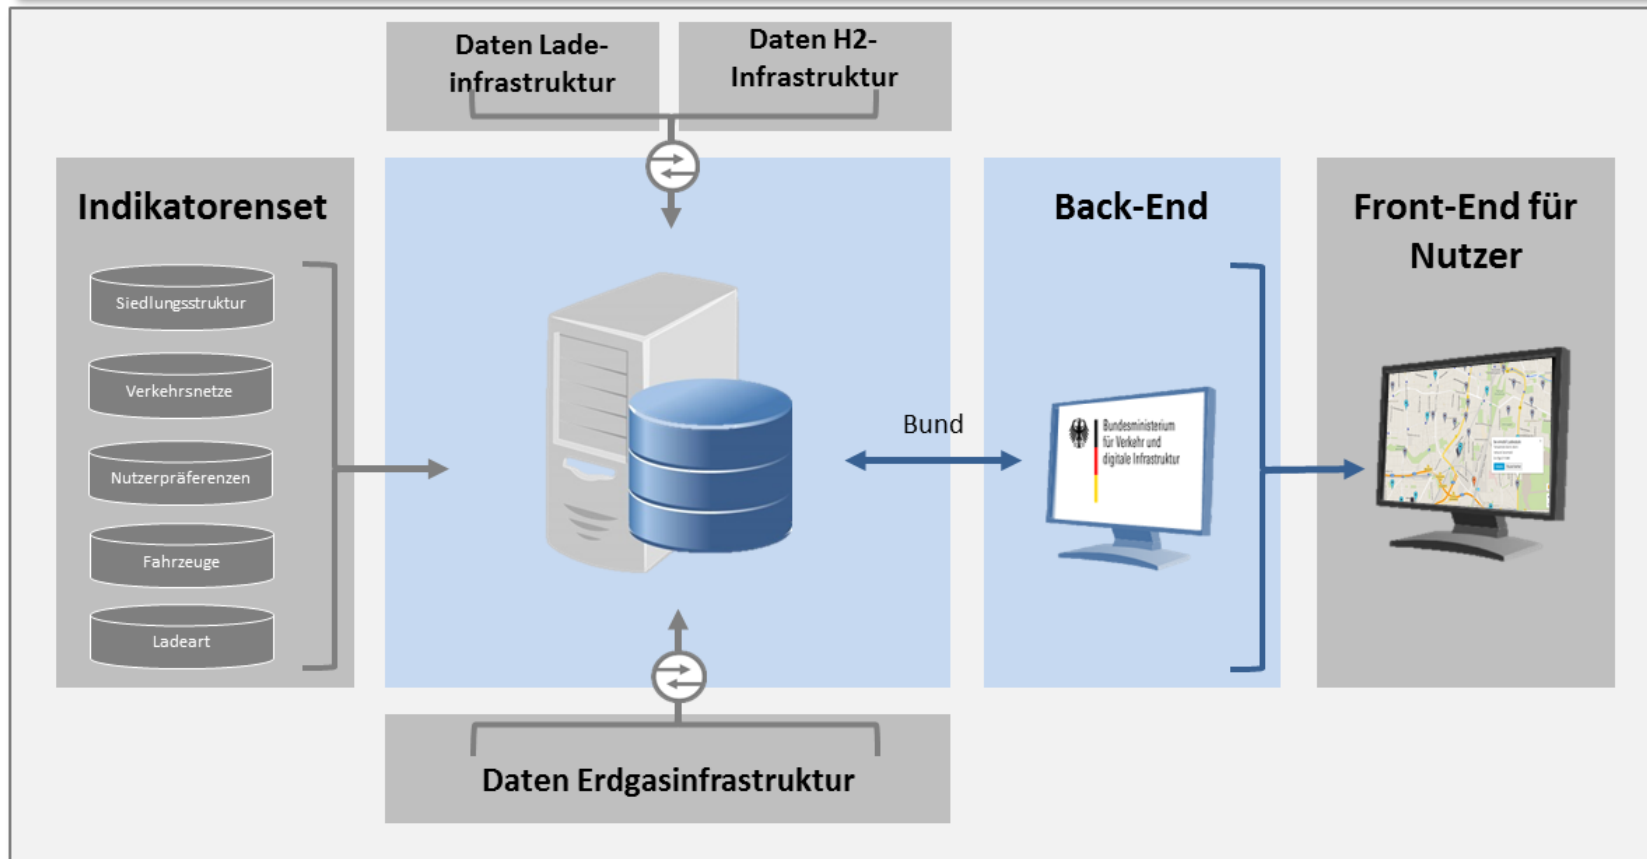 Daten Lade-
infrastruktur
Daten H2-
Infrastruktur
Indikatorenset
Siedlungsstruktur
Verkehrsnetze
Nutzerpräferenzen
Fahrzeuge
Ladeart
Bund
Back-End
Bundesministerium
für Verkehr und
digitale Infrastruktur
Front-End für
Nutzer
Daten Erdgasinfrastruktur